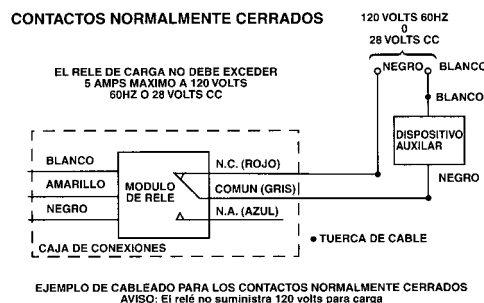 CONTACTOS NORMALMENTE CERRADOS
120 VOLTS 60HZ
O
28 VOLTS CC
NEGRO
BLANCO
EL RELE DE CARGA NO DEBE EXCEDER
5 AMPS MAXIMO A 120 VOLTS
60HZ O 28 VOLTS CC
BLANCO
DISPOSITIVO
AUXILAR
NEGRO
BLANCO
AMARILLO
NEGRO
MODULO
DE RELE
N.C. (ROJO)
COMUN (GRIS)
N.A. (AZUL)
CAJA DE CONEXIONES
TUERCA DE CABLE
EJEMPLO DE CABLEADO PARA LOS CONTACTOS NORMALMENTE CERRADOS
AVISO: El relé no suministra 120 volts para carga